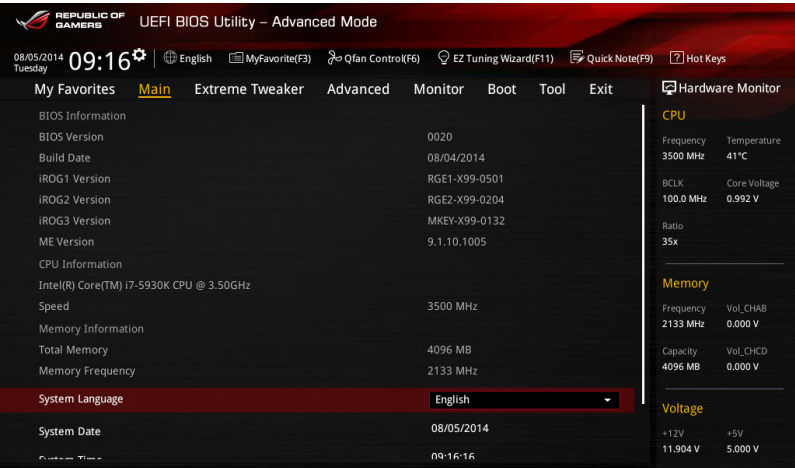 REPUBLIC OF GAMERS UEFI BIOS Utility – Advanced Mode
08/05/2014 Tuesday 09:16 English MyFavorite(F3) Qfan Control(F6) EZ Tuning Wizard(F11) Quick Note(F9) ? Hot Keys
My Favorites Main Extreme Tweaker Advanced Monitor Boot Tool Exit
BIOS Information
BIOS Version 0020
Build Date 08/04/2014
iROG1 Version RGE1-X99-0501
iROG2 Version RGE2-X99-0204
iROG3 Version MKEY-X99-0132
ME Version 9.1.10.1005
CPU Information
Intel(R) Core(TM) i7-5930K CPU @ 3.50GHz
Speed 3500 MHz
Memory Information
Total Memory 4096 MB
Memory Frequency 2133 MHz
System Language English
System Date 08/05/2014
System Time 09:16:16
Hardware Monitor
CPU
Frequency Temperature
3500 MHz 41°C
BCLK Core Voltage
100.0 MHz 0.992 V
Ratio
35x
Memory
Frequency Vol_CHAB
2133 MHz 0.000 V
Capacity Vol_CHCD
4096 MB 0.000 V
Voltage
+12V +5V
11.904 V 5.000 V